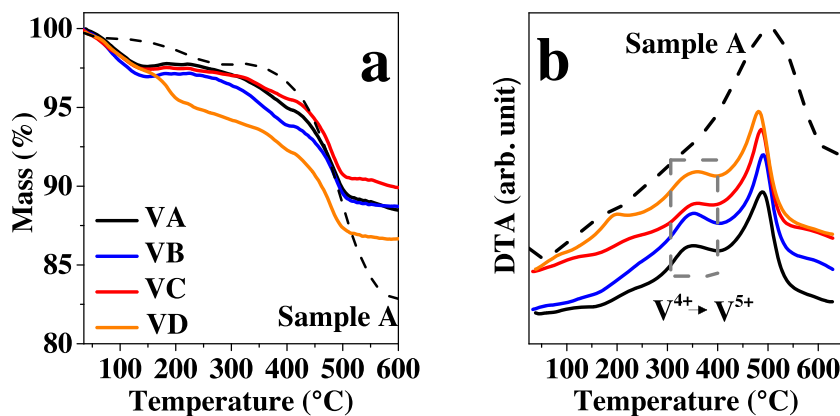 100
95
90
85
80
Mass (%)
a
VA
VB
VC
VD
Sample A
100 200 300 400 500 600
Temperature (°C)
b
Sample A
DTA (arb. unit)
V4+ → V5+
100 200 300 400 500 600
Temperature (°C)